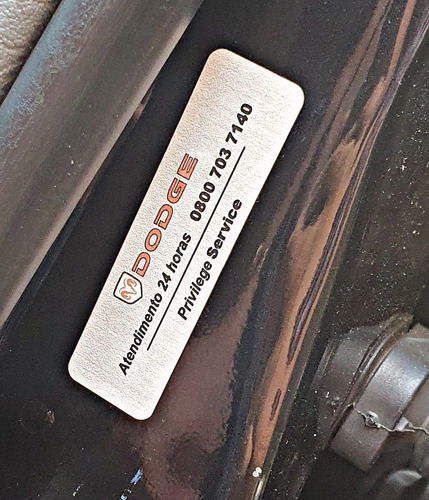 DODGE
Atendimento 24 horas 0800 703 7140
Privilege Service